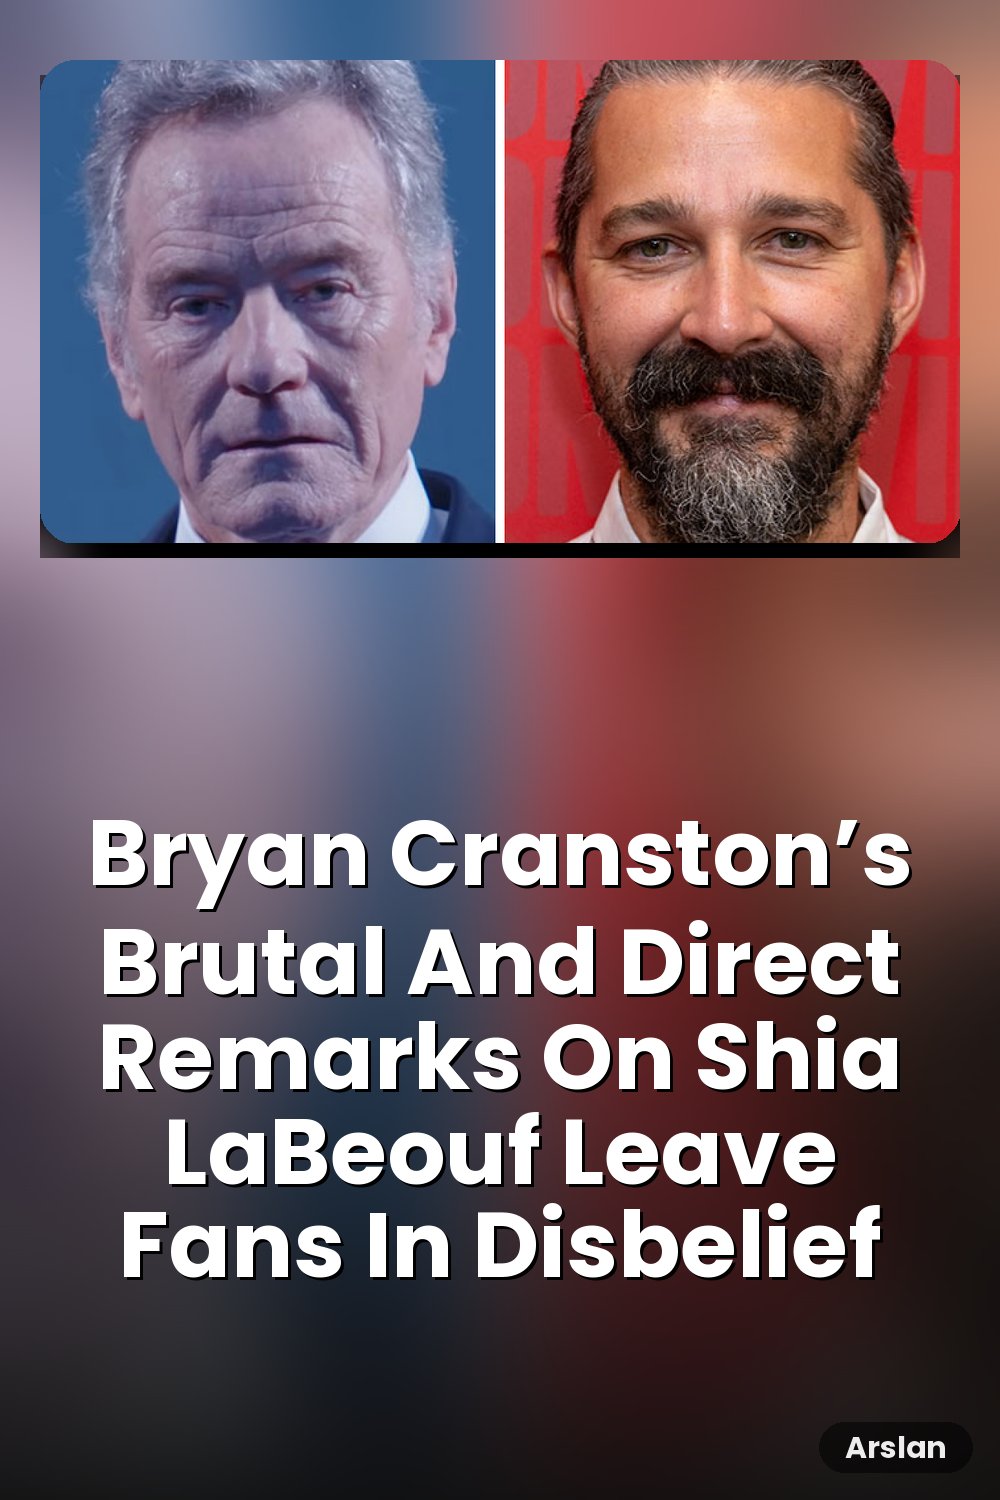 Bryan Cranston’s
Brutal And Direct
Remarks On Shia
LaBeouf Leave
Fans In Disbelief
Arslan